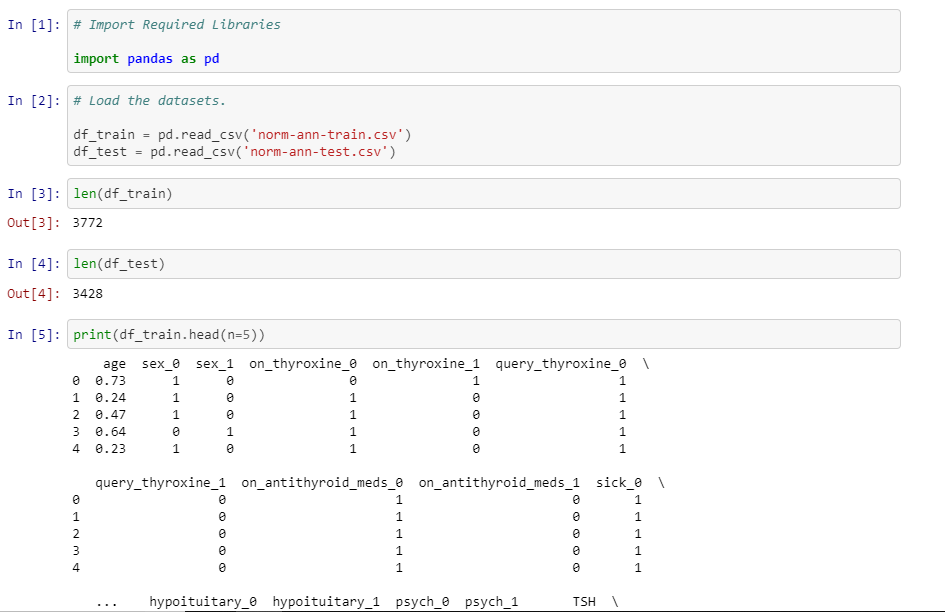 In [1]: # Import Required Libraries
import pandas as pd
In [2]: # Load the datasets.
df_train = pd.read_csv('norm-ann-train.csv')
df_test = pd.read_csv('norm-ann-test.csv')
In [3]: len(df_train)
Out[3]: 3772
In [4]: len(df_test)
Out[4]: 3428
In [5]: print(df_train.head(n=5))
age sex_0 sex_1 on_thyroxine_0 on_thyroxine_1 query_thyroxine_0 \
0 0.73 1 0 0 1 1
1 0.24 1 0 1 0 1
2 0.47 1 0 1 0 1
3 0.64 0 1 1 0 1
4 0.23 1 0 1 0 1
query_thyroxine_1 on_antithyroid_meds_0 on_antithyroid_meds_1 sick_0 \
0 0 1 0 1
1 0 1 0 1
2 0 1 0 1
3 0 1 0 1
4 0 1 0 1
... hypoituitary_0 hypoituitary_1 psych_0 psych_1 TSH \